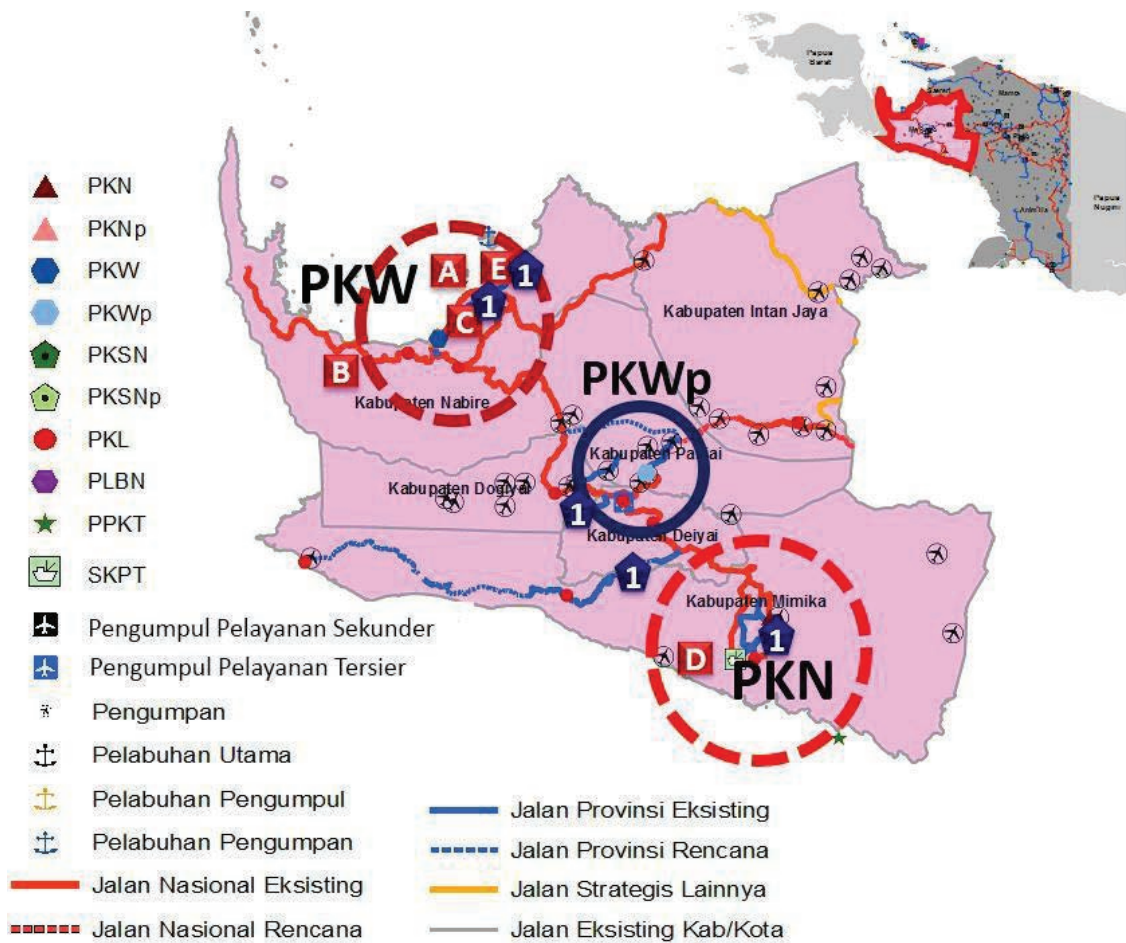 Papua
Barat
Papua
Nugini
PKN
PKNp
PKW
PKWp
PKSN
PKSNp
PKL
PLBN
PPKT
SKPT
Pengumpul Pelayanan Sekunder
Pengumpul Pelayanan Tersier
Pengumpan
Pelabuhan Utama
Pelabuhan Pengumpul
Pelabuhan Pengumpan
Jalan Nasional Eksisting
Jalan Nasional Rencana
Jalan Provinsi Eksisting
Jalan Provinsi Rencana
Jalan Strategis Lainnya
Jalan Eksisting Kab/Kota
PKW
A
E
1
1
C
B
Kabupaten Nabire
Kabupaten Intan Jaya
PKWp
Kabupaten Paniai
Kabupaten Dogiyai
1
Kabupaten Deiyai
1
Kabupaten Mimika
D
1
PKN